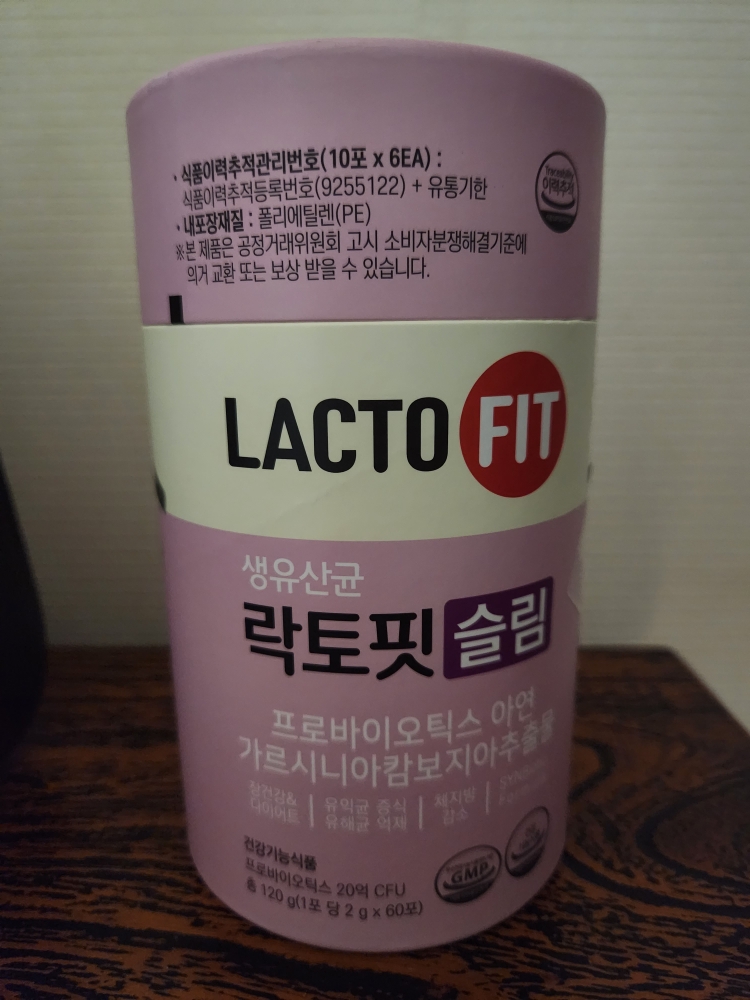 · 식품이력추적관리번호(10포 x 6EA) :
식품이력추적등록번호(9255122) + 유통기한
· 내포장재질 : 폴리에틸렌(PE)
※본 제품은 공정거래위원회 고시 소비자분쟁해결기준에
의거 교환 또는 보상 받을 수 있습니다.
이력추적
LACTO FIT
생유산균
락토핏 슬림
프로바이오틱스 아연
가르시니아캄보지아추출물
장건강&
다이어트
유익균 증식
유해균 억제
체지방
감소
건강기능식품
프로바이오틱스 20억 CFU
총 120 g(1포 당 2 g x 60포)
GMP